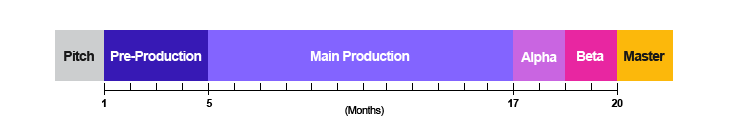 Pitch Pre-Production Main Production Alpha Beta Master
1 5 17 20
(Months)